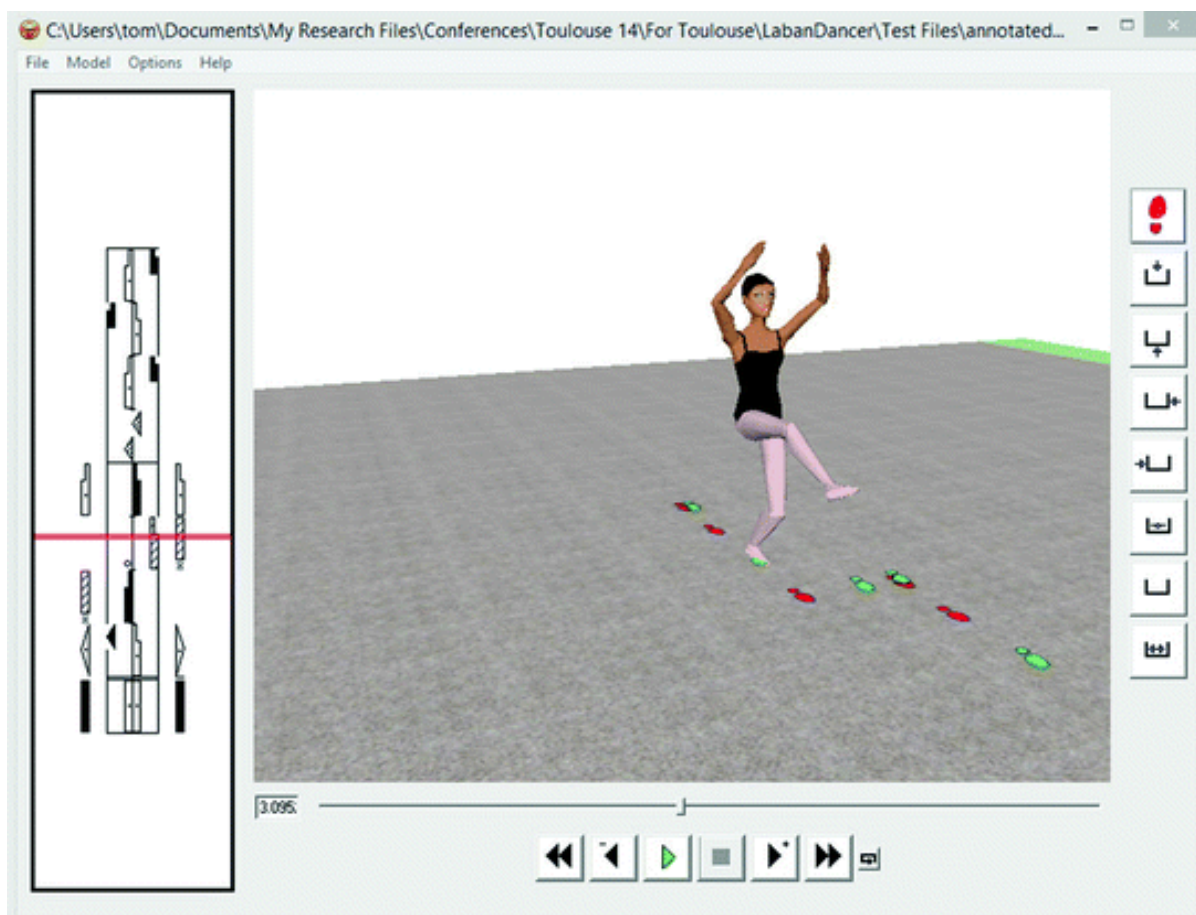 C:\Users\tom\Documents\My Research Files\Conferences\Toulouse 14\For Toulouse\LabanDancer\Test Files\annotated...
File Model Options Help
3.095